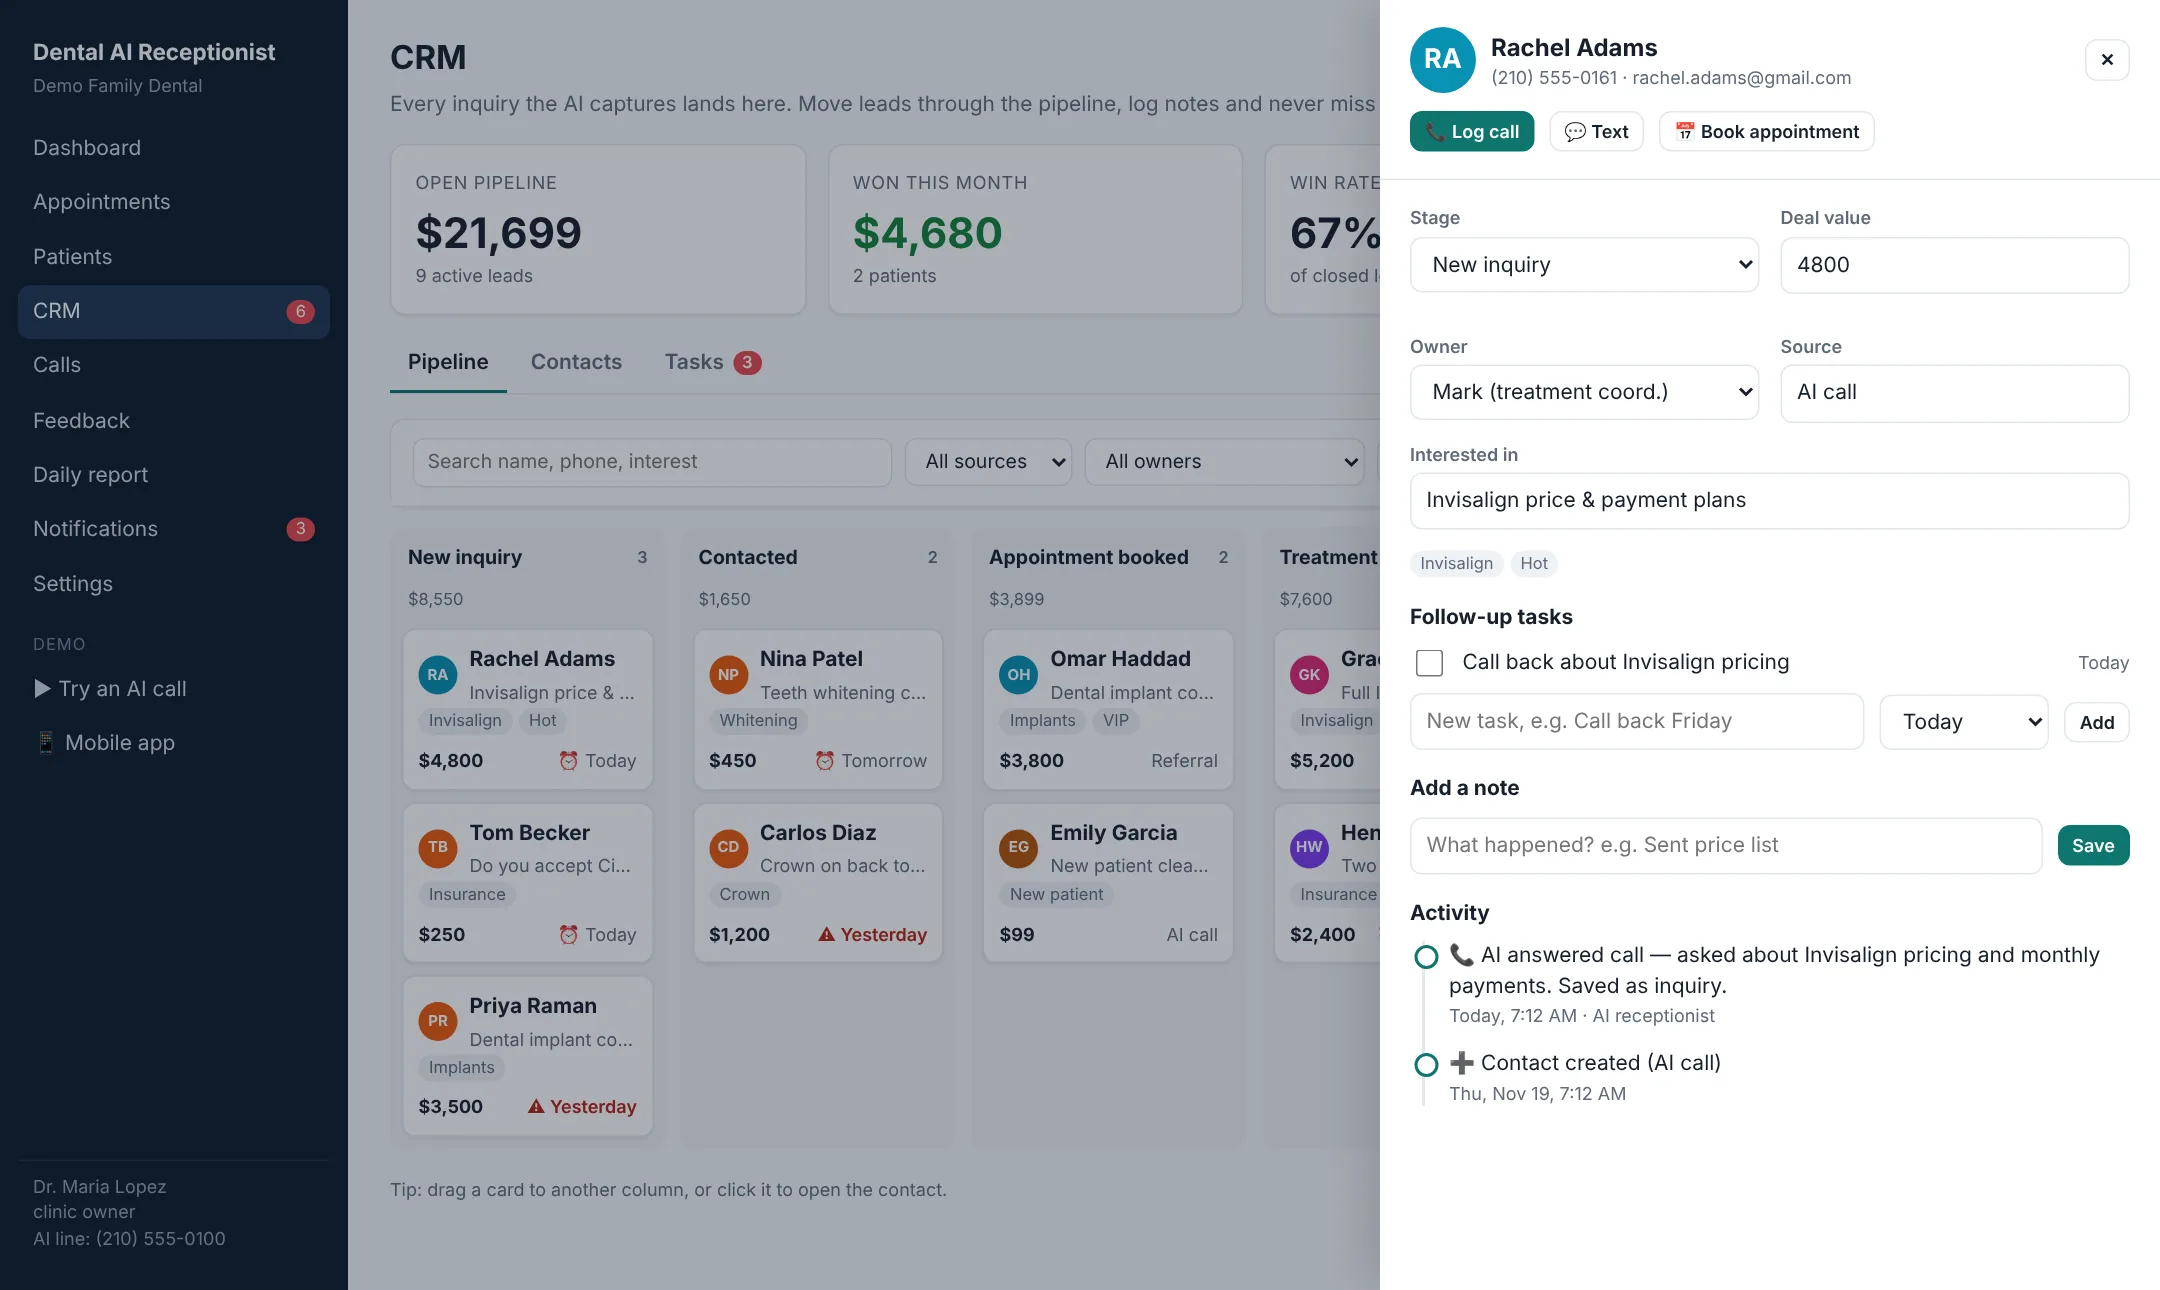 Dental AI Receptionist
Demo Family Dental
Dashboard
Appointments
Patients
CRM
6
Calls
Feedback
Daily report
Notifications
3
Settings
DEMO
Try an AI call
Mobile app
Dr. Maria Lopez
clinic owner
AI line: (210) 555-0100
CRM
Every inquiry the AI captures lands here. Move leads through the pipeline, log notes and never miss
OPEN PIPELINE
$21,699
9 active leads
WON THIS MONTH
$4,680
2 patients
WIN RATE
67%
of closed
Pipeline
Contacts
Tasks
3
Search name, phone, interest
All sources
All owners
New inquiry
3
$8,550
RA
Rachel Adams
Invisalign price & ...
Invisalign
Hot
$4,800
Today
TB
Tom Becker
Do you accept Ci...
Insurance
$250
Today
PR
Priya Raman
Dental implant co...
Implants
$3,500
Yesterday
Contacted
2
$1,650
NP
Nina Patel
Teeth whitening c...
Whitening
$450
Tomorrow
CD
Carlos Diaz
Crown on back to...
Crown
$1,200
Yesterday
Appointment booked
2
$3,899
OH
Omar Haddad
Dental implant co...
Implants
VIP
$3,800
Referral
EG
Emily Garcia
New patient clea...
New patient
$99
AI call
Treatment
$7,600
GK
Invisalign
$5,200
HW
Two
Insurance
$2,400
Tip: drag a card to another column, or click it to open the contact.
RA
Rachel Adams
(210) 555-0161 · rachel.adams@gmail.com
×
Log call
Text
Book appointment
Stage
New inquiry
Deal value
4800
Owner
Mark (treatment coord.)
Source
AI call
Interested in
Invisalign price & payment plans
Invisalign
Hot
Follow-up tasks
Call back about Invisalign pricing
Today
New task, e.g. Call back Friday
Today
Add
Add a note
What happened? e.g. Sent price list
Save
Activity
AI answered call — asked about Invisalign pricing and monthly
payments. Saved as inquiry.
Today, 7:12 AM · AI receptionist
Contact created (AI call)
Thu, Nov 19, 7:12 AM